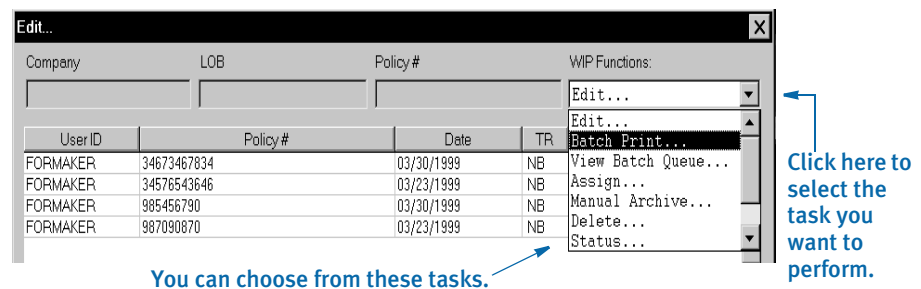 Edit...
Company LOB Policy # WIP Functions:
Edit...
User ID Policy # Date TR
FORMAKER 34673467834 03/30/1999 NB
FORMAKER 34576543646 03/23/1999 NB
FORMAKER 985456790 03/30/1999 NB
FORMAKER 987090870 03/23/1999 NB
Edit...
Batch Print...
View Batch Queue...
Assign...
Manual Archive...
Delete...
Status...
Click here to
select the
task you
want to
perform.
You can choose from these tasks.